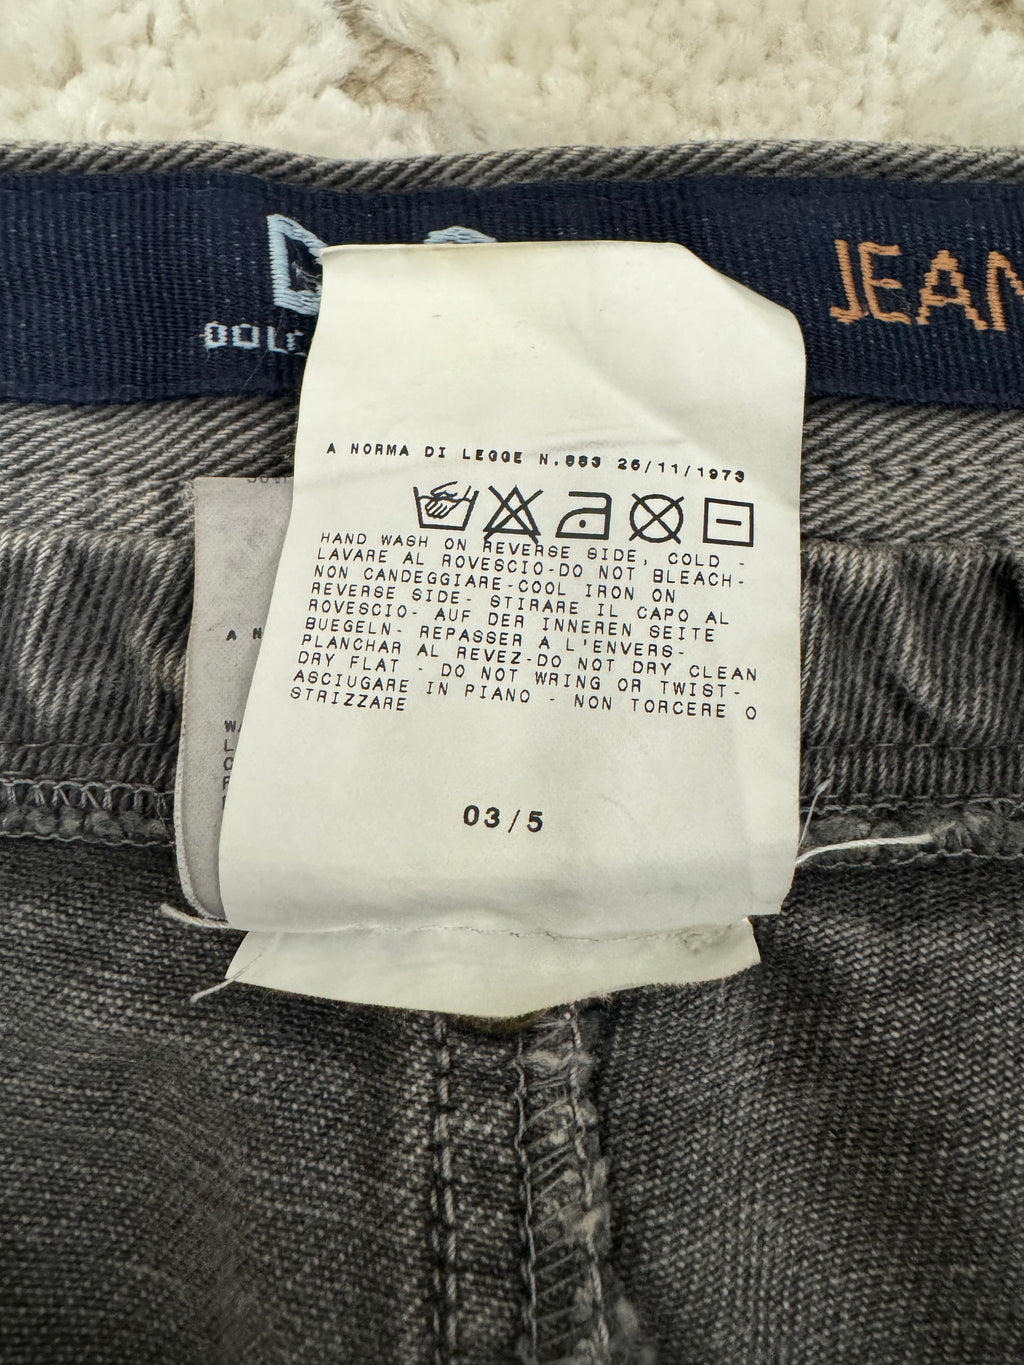 JEAN
A NORMA DI LEGGE N.883 26/11/1973
HAND WASH ON REVERSE SIDE, COLD -
LAVARE AL ROVESCIO-DO NOT BLEACH-
NON CANDEGGIARE-COOL IRON ON
REVERSE SIDE- STIRARE IL CAPO AL
ROVESCIO- AUF DER INNEREN SEITE
BUEGELN- REPASSER A L'ENVERS-
PLANCHAR AL REVEZ-DO NOT DRY CLEAN
DRY FLAT - DO NOT WRING OR TWIST-
ASCIUGARE IN PIANO - NON TORCERE O
STRIZZARE
03/5